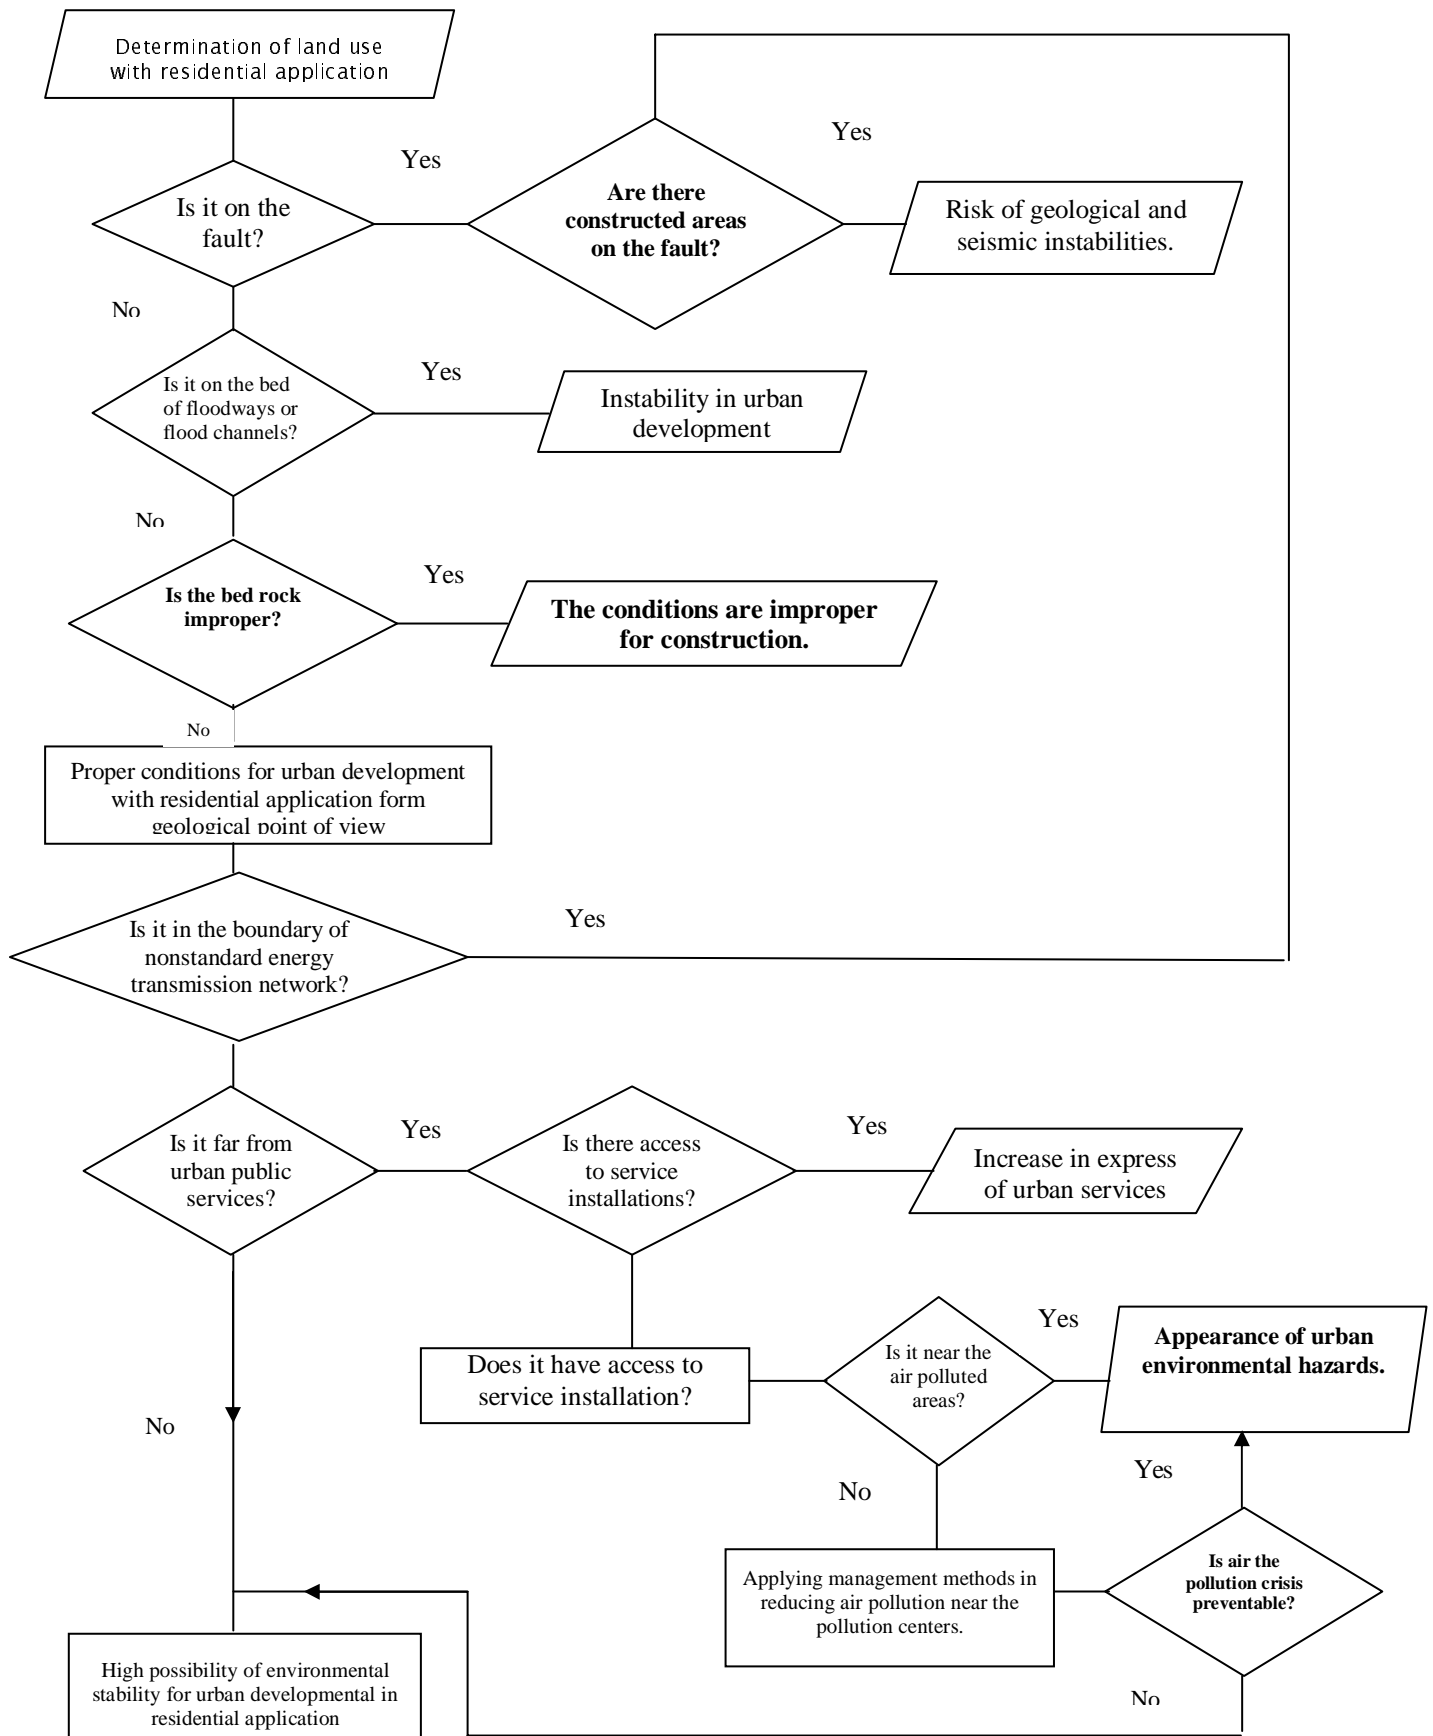 Determination of land use
with residential application
Yes
Yes
Is it on the
fault?
Are there
constructed areas
on the fault?
Risk of geological and
seismic instabilities.
No
Is it on the bed
of floodways or
flood channels?
Yes
Instability in urban
development
No
Is the bed rock
improper?
Yes
The conditions are improper
for construction.
No
Proper conditions for urban development
with residential application form
geological point of view
Is it in the boundary of
nonstandard energy
transmission network?
Yes
Is it far from
urban public
services?
Yes
Is there access
to service
installations?
Yes
Increase in express
of urban services
Does it have access to
service installation?
Is it near the
air polluted
areas?
Yes
Appearance of urban
environmental hazards.
No
No
Yes
Applying management methods in
reducing air pollution near the
pollution centers.
Is air the
pollution crisis
preventable?
No
High possibility of environmental
stability for urban developmental in
residential application